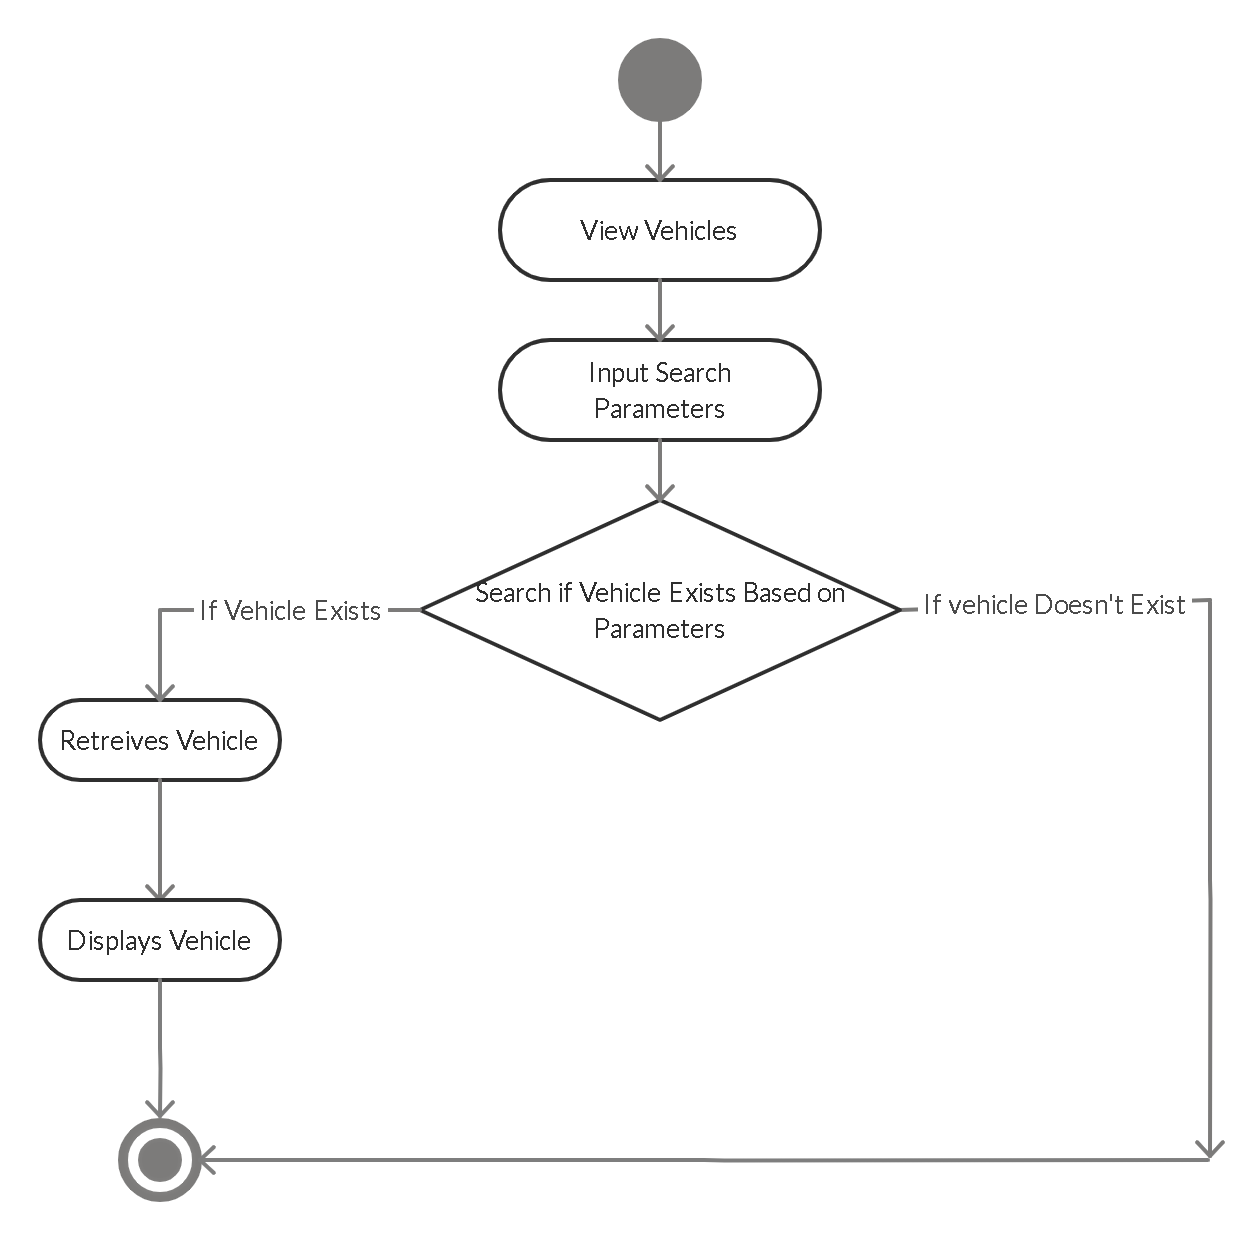 View Vehicles
Input Search
Parameters
Search if Vehicle Exists Based on
Parameters
If Vehicle Exists
If vehicle Doesn't Exist
Retreives Vehicle
Displays Vehicle